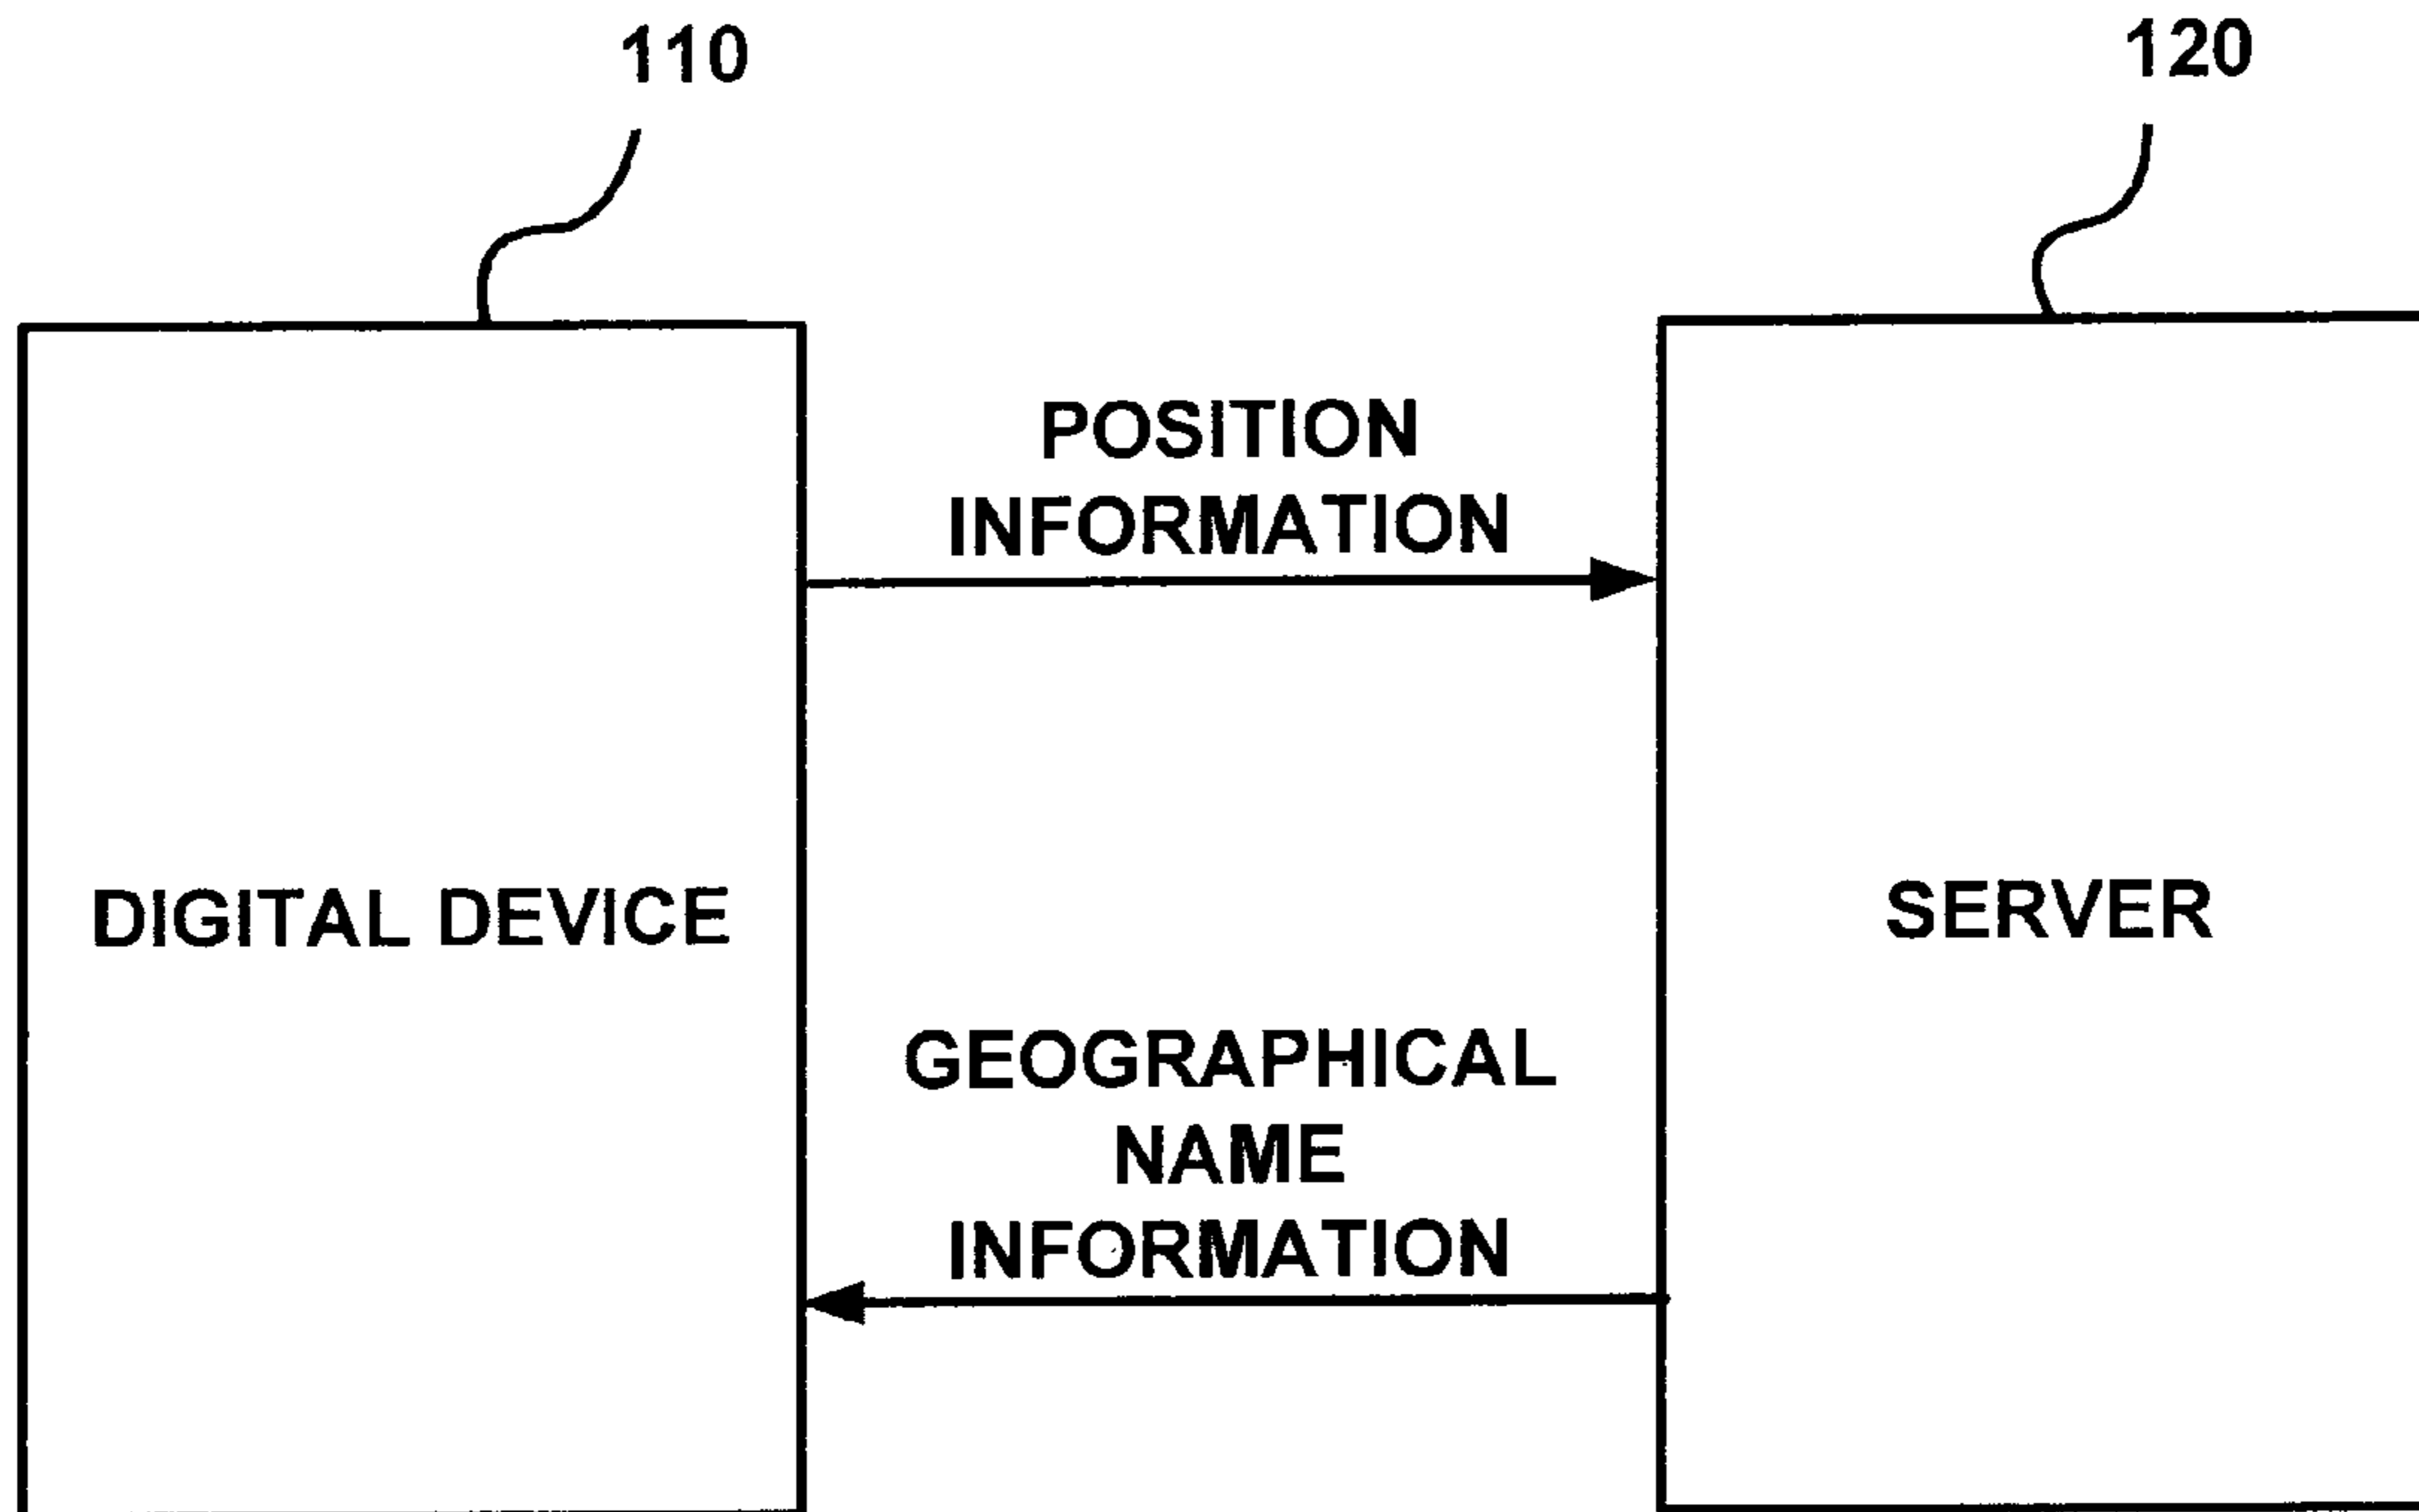 110
120
POSITION
INFORMATION
DIGITAL DEVICE
SERVER
GEOGRAPHICAL
NAME
INFORMATION